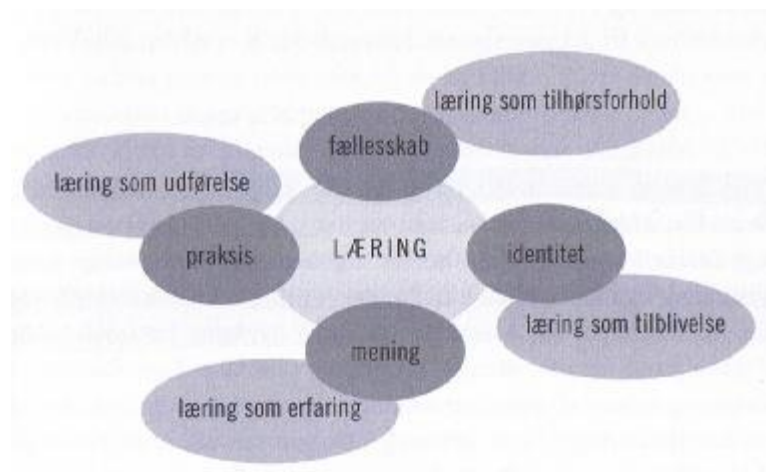 læring som tilhørsforhold
fællesskab
læring som udførelse
praksis
LÆRING
identitet
læring som tilblivelse
mening
læring som erfaring